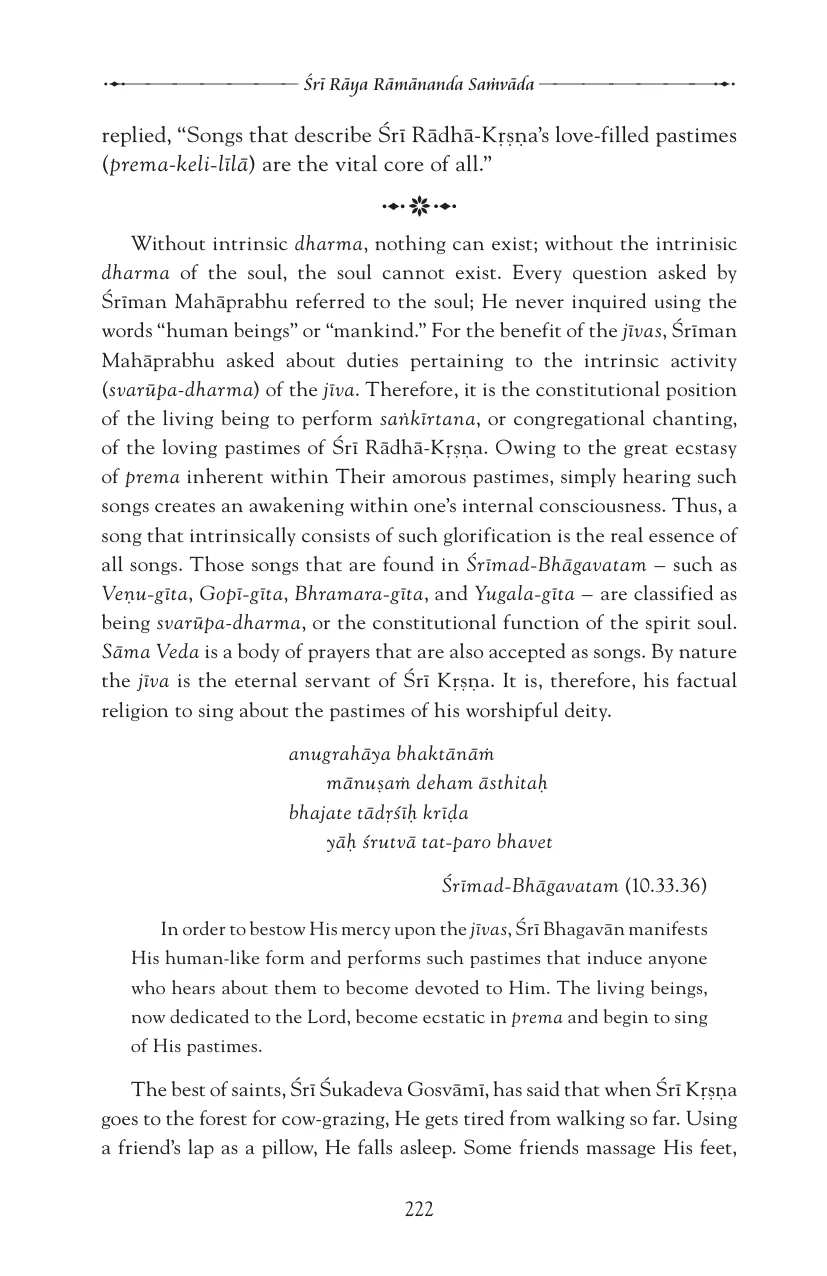 Śrī Rāya Rāmānanda Saṁvāda
replied, “Songs that describe Śrī Rādhā-Kṛṣṇa’s love-filled pastimes
(prema-keli-līlā) are the vital core of all.”
Without intrinsic dharma, nothing can exist; without the intrinisic
dharma of the soul, the soul cannot exist. Every question asked by
Śrīman Mahāprabhu referred to the soul; He never inquired using the
words “human beings” or “mankind.” For the benefit of the jīvas, Śrīman
Mahāprabhu asked about duties pertaining to the intrinsic activity
(svarūpa-dharma) of the jīva. Therefore, it is the constitutional position
of the living being to perform saṅkīrtana, or congregational chanting,
of the loving pastimes of Śrī Rādhā-Kṛṣṇa. Owing to the great ecstasy
of prema inherent within Their amorous pastimes, simply hearing such
songs creates an awakening within one’s internal consciousness. Thus, a
song that intrinsically consists of such glorification is the real essence of
all songs. Those songs that are found in Śrīmad-Bhāgavatam – such as
Veṇu-gīta, Gopī-gīta, Bhramara-gīta, and Yugala-gīta – are classified as
being svarūpa-dharma, or the constitutional function of the spirit soul.
Sāma Veda is a body of prayers that are also accepted as songs. By nature
the jīva is the eternal servant of Śrī Kṛṣṇa. It is, therefore, his factual
religion to sing about the pastimes of his worshipful deity.
anugrahāya bhaktānāṁ
mānuṣaṁ deham āsthitaḥ
bhajate tādṛśīḥ krīḍa
yāḥ śrutvā tat-paro bhavet
Śrīmad-Bhāgavatam (10.33.36)
In order to bestow His mercy upon the jīvas, Śrī Bhagavān manifests
His human-like form and performs such pastimes that induce anyone
who hears about them to become devoted to Him. The living beings,
now dedicated to the Lord, become ecstatic in prema and begin to sing
of His pastimes.
The best of saints, Śrī Śukadeva Gosvāmī, has said that when Śrī Kṛṣṇa
goes to the forest for cow-grazing, He gets tired from walking so far. Using
a friend’s lap as a pillow, He falls asleep. Some friends massage His feet,
222